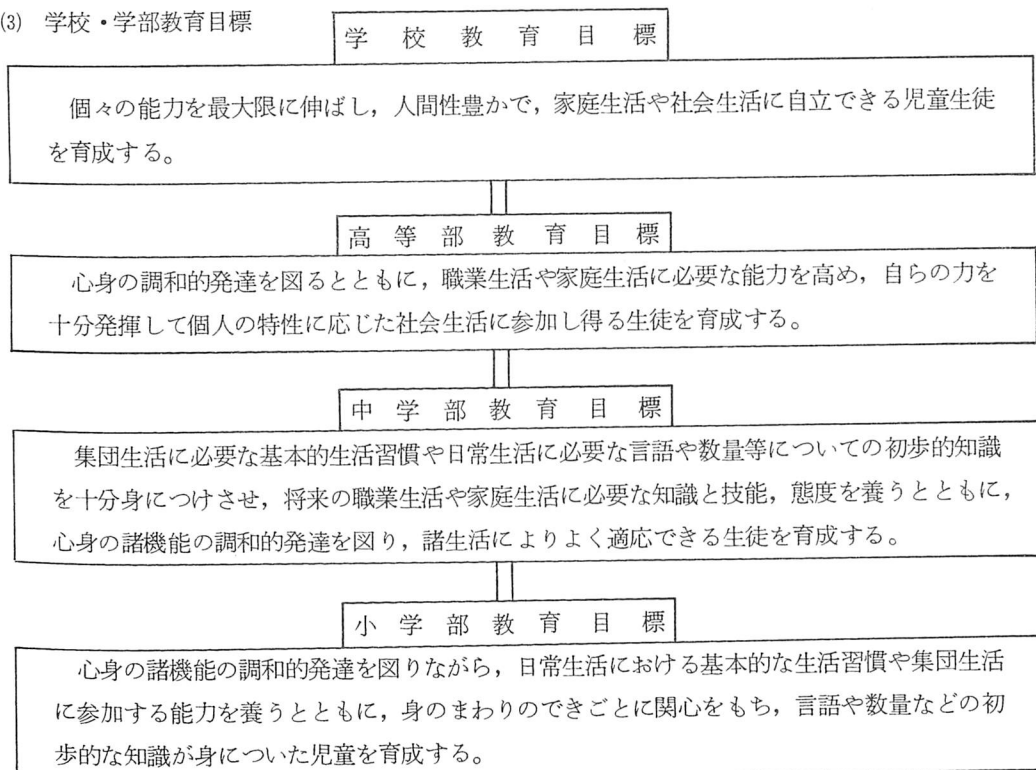 (3) 学校・学部教育目標
学校教育目標
個々の能力を最大限に伸ばし，人間性豊かで，家庭生活や社会生活に自立できる児童生徒
を育成する。
高等部教育目標
心身の調和的発達を図るとともに，職業生活や家庭生活に必要な能力を高め，自らの力を
十分発揮して個人の特性に応じた社会生活に参加し得る生徒を育成する。
中学部教育目標
集団生活に必要な基本的生活習慣や日常生活に必要な言語や数量等についての初歩的知識
を十分身につけさせ，将来の職業生活や家庭生活に必要な知識と技能，態度を養うとともに，
心身の諸機能の調和的発達を図り，諸生活によりよく適応できる生徒を育成する。
小学部教育目標
心身の諸機能の調和的発達を図りながら，日常生活における基本的な生活習慣や集団生活
に参加する能力を養うとともに，身のまわりのできごとに関心をもち，言語や数量などの初
歩的な知識が身についた児童を育成する。